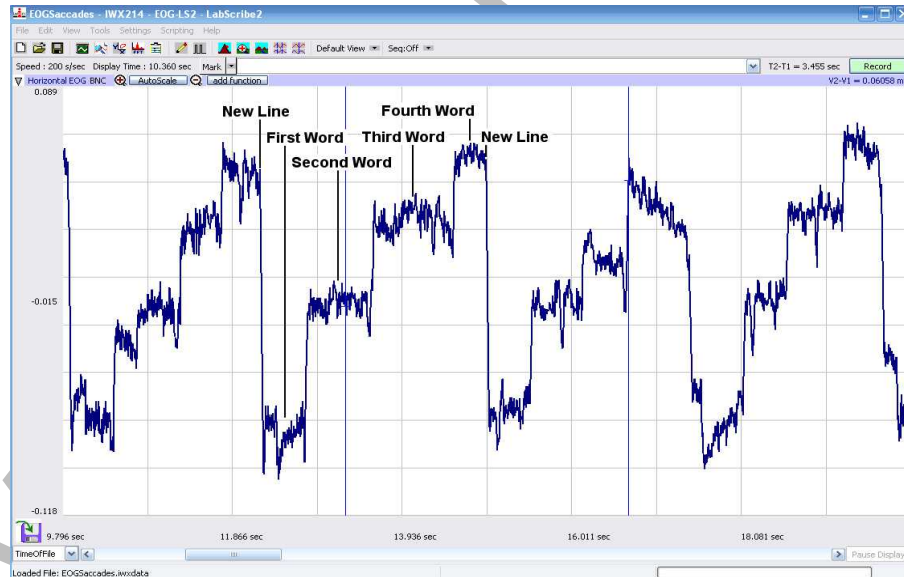 EOGSaccades - IWX214 - EOG-LS2 - LabScribe2
File Edit View Tools Settings Scripting Help
Default View Seq:Off
Speed : 200 s/sec Display Time : 10.360 sec Mark T2-T1 = 3.455 sec Record
Horizontal EOG BNC AutoScale add function V2-V1 = 0.06058 m
0.089
New Line Fourth Word
First Word Third Word New Line
Second Word
-0.015
-0.118
9.796 sec 11.866 sec 13.936 sec 16.011 sec 18.081 sec
TimeOfFile Pause Display
Loaded File: EOGSaccades.iwxdata